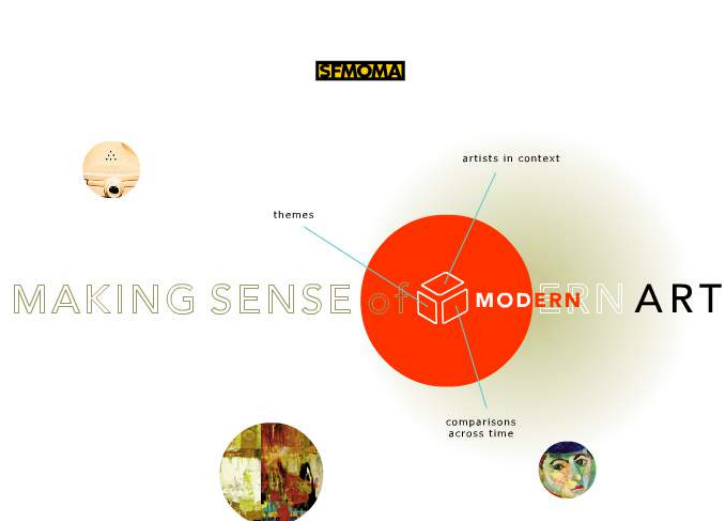 SFMOMA
artists in context
themes
MAKING SENSE of MODERN ART
comparisons
across time